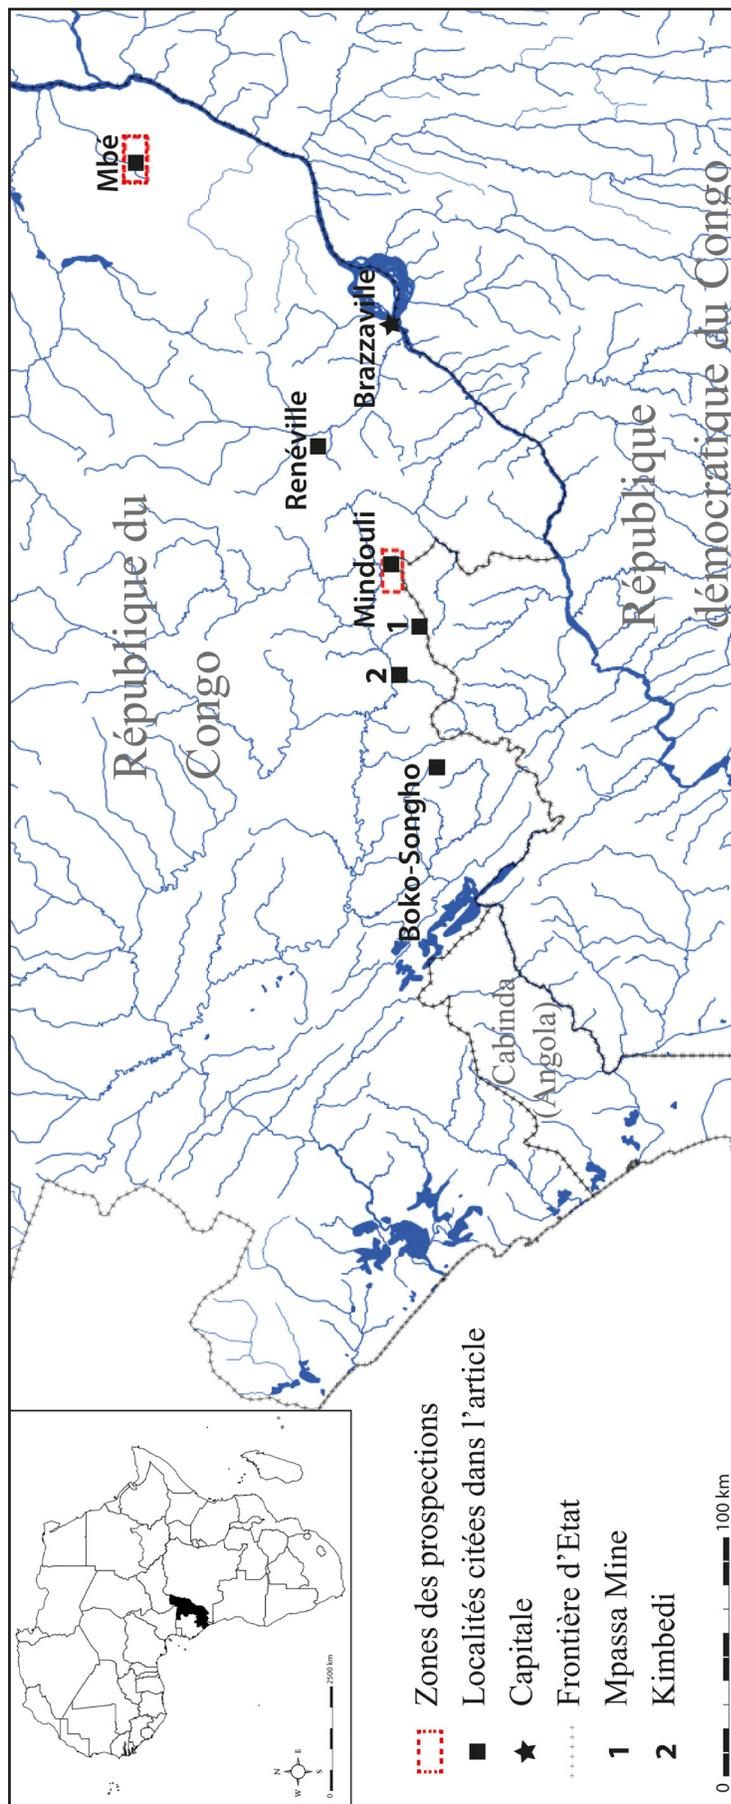 Mbé
Brazzaville
Renéville
Mindouli
1
2
Boko-Songho
République du
Congo
République
démocratique du Congo
Cabinda
(Angola)
N
W
E
S
0
2500 km
Zones des prospections
Localités citées dans l’article
Capitale
Frontière d’Etat
1 Mpassa Mine
2 Kimbedi
0
100 km